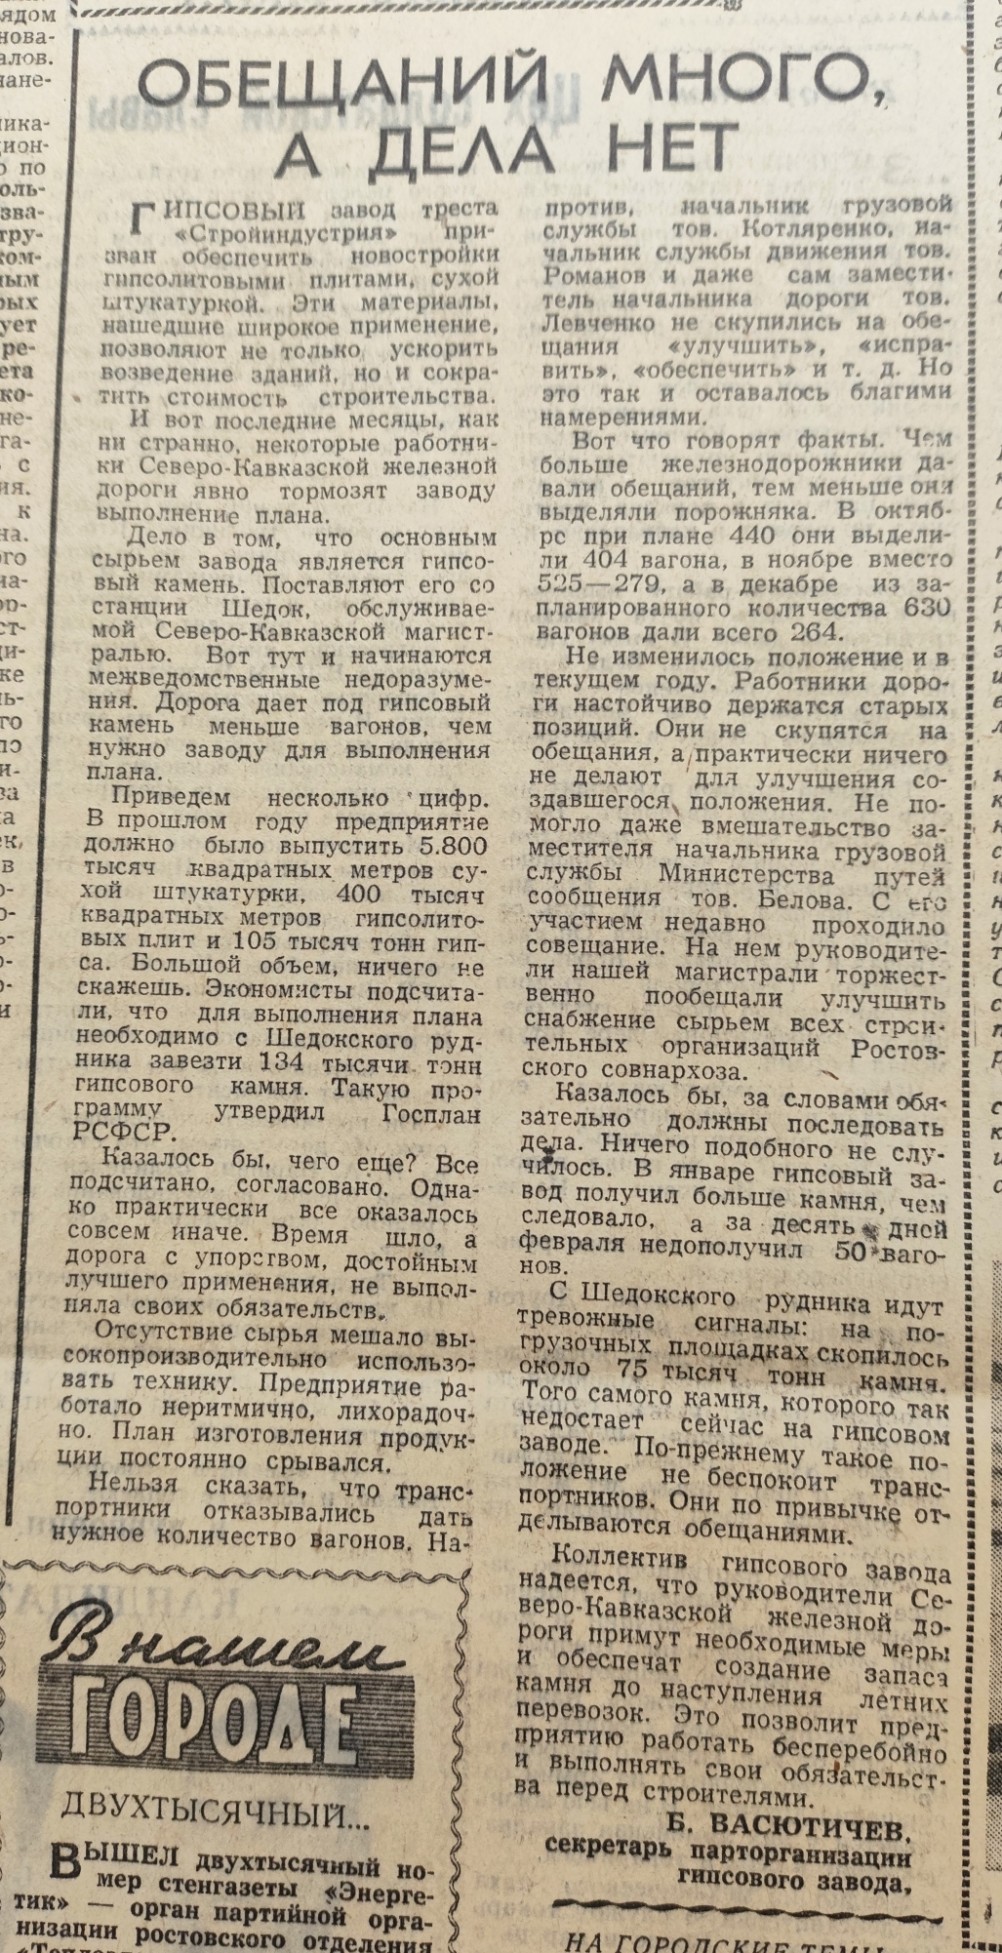 ОБЕЩАНИЙ МНОГО,
А ДЕЛА НЕТ
ГИПСОВЫЙ завод треста
«Стройиндустрия» при-
зван обеспечить новостройки
гипсолитовыми плитами, сухой
штукатуркой. Эти материалы,
нашедшие широкое применение,
позволяют не только ускорить
возведение зданий, но и сокра-
тить стоимость строительства.
И вот последние месяцы, как
ни странно, некоторые работни-
ки Северо-Кавказской железной
дороги явно тормозят заводу
выполнение плана.
Дело в том, что основным
сырьем завода является гипсо-
вый камень. Поставляют его со
станции Шедок, обслуживае-
мой Северо-Кавказской магист-
ралью. Вот тут и начинаются
межведомственные недоразуме-
ния. Дорога дает под гипсовый
камень меньше вагонов, чем
нужно заводу для выполнения
плана.
Приведем несколько цифр.
В прошлом году предприятие
должно было выпустить 5.800
тысяч квадратных метров су-
хой штукатурки, 400 тысяч
квадратных метров гипсолито-
вых плит и 105 тысяч тонн гип-
са. Большой объем, ничего не
скажешь. Экономисты подсчита-
ли, что для выполнения плана
необходимо с Шедокского руд-
ника завезти 134 тысячи тонн
гипсового камня. Такую про-
грамму утвердил Госплан
РСФСР.
Казалось бы, чего еще? Все
подсчитано, согласовано. Одна-
ко практически все оказалось
совсем иначе. Время шло, а
дорога с упорством, достойным
лучшего применения, не выпол-
няла своих обязательств.
Отсутствие сырья мешало вы-
сокопроизводительно использо-
вать технику. Предприятие ра-
ботало неритмично, лихорадоч-
но. План изготовления продук-
ции постоянно срывался.
Нельзя сказать, что транс-
портники отказывались дать
нужное количество вагонов. На-
против, начальник грузовой
службы тов. Котляренко, на-
чальник службы движения тов.
Романов и даже сам замести-
тель начальника дороги тов.
Левченко не скупились на обе-
щания «улучшить», «испра-
вить», «обеспечить» и т. д. Но
это так и оставалось благими
намерениями.
Вот что говорят факты. Чем
больше железнодорожники да-
вали обещаний, тем меньше они
выделяли порожняка. В октяб-
ре при плане 440 они выдели-
ли 404 вагона, в ноябре вместо
525—279, а в декабре из за-
планированного количества 630
вагонов дали всего 264.
Не изменилось положение и в
текущем году. Работники доро-
ги настойчиво держатся старых
позиций. Они не скупятся на
обещания, а практически ничего
не делают для улучшения со-
здавшегося положения. Не по-
могло даже вмешательство за-
местителя начальника грузовой
службы Министерства путей
сообщения тов. Белова. С его
участием недавно проходило
совещание. На нем руководите-
ли нашей магистрали торжест-
венно пообещали улучшить
снабжение сырьем всех строи-
тельных организаций Ростов-
ского совнархоза.
Казалось бы, за словами обя-
зательно должны последовать
дела. Ничего подобного не слу-
чилось. В январе гипсовый за-
вод получил больше камня, чем
следовало, а за десять дней
февраля недополучил 50 ваго-
нов.
С Шедокского рудника идут
тревожные сигналы: на по-
грузочных площадках скопилось
около 75 тысяч тонн камня.
Того самого камня, которого так
недостает сейчас на гипсовом
заводе. По-прежнему такое по-
ложение не беспокоит транс-
портников. Они по привычке от-
делываются обещаниями.
Коллектив гипсового завода
надеется, что руководители Се-
веро-Кавказской железной до-
роги примут необходимые меры
и обеспечат создание запаса
камня до наступления летних
перевозок. Это позволит пред-
приятию работать бесперебойно
и выполнять свои обязательст-
ва перед строителями.
Б. ВАСЮТИЧЕВ,
секретарь парторганизации
гипсового завода.
В нашем
ГОРОДЕ
ДВУХТЫСЯЧНЫЙ...
ВЫШЕЛ двухтысячный но-
мер стенгазеты «Энерге-
тик» — орган партийной орга-
низации ростовского отделения
НА ГОРОДСКИЕ ТЕМЫ